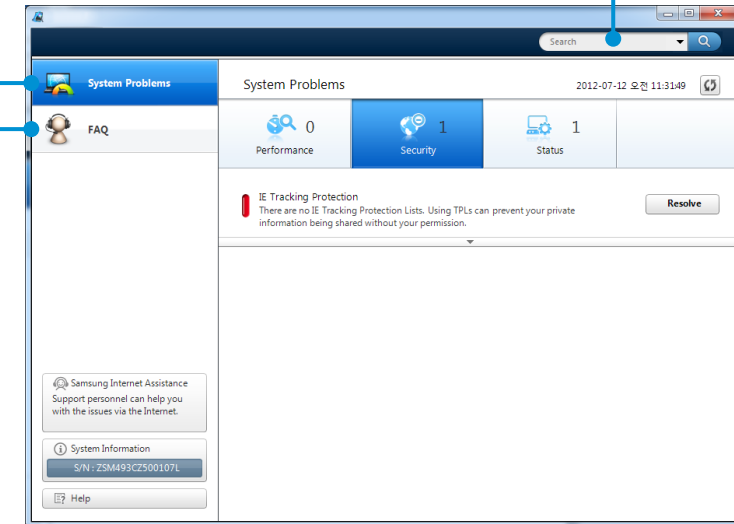 Search
System Problems
FAQ
System Problems
2012-07-12 오전 11:31:49
0
Performance
1
Security
1
Status
IE Tracking Protection
There are no IE Tracking Protection Lists. Using TPLs can prevent your private
information being shared without your permission.
Resolve
Samsung Internet Assistance
Support personnel can help you
with the issues via the Internet.
System Information
S/N : ZSM493CZ500107L
Help